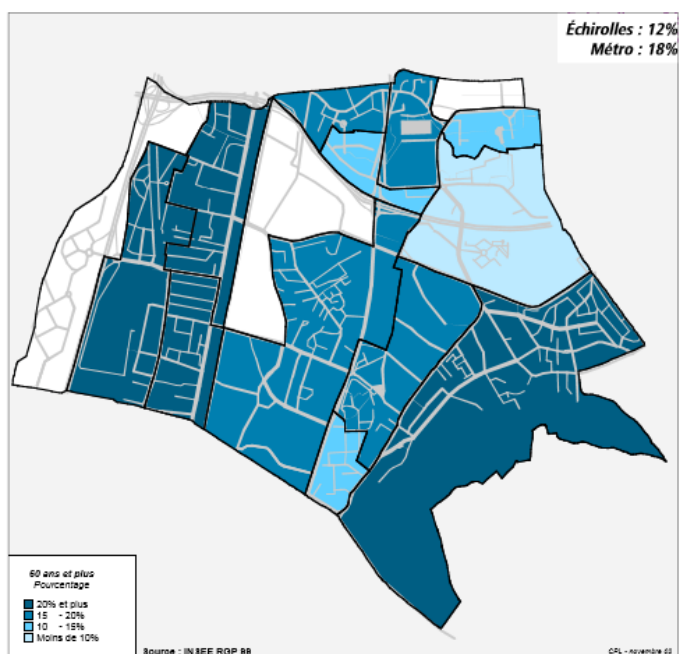 Échirolles : 12%
Métro : 18%
60 ans et plus
Pourcentage
20% et plus
15 - 20%
10 - 15%
Moins de 10%
Source : INSEE RGP 99
novembre